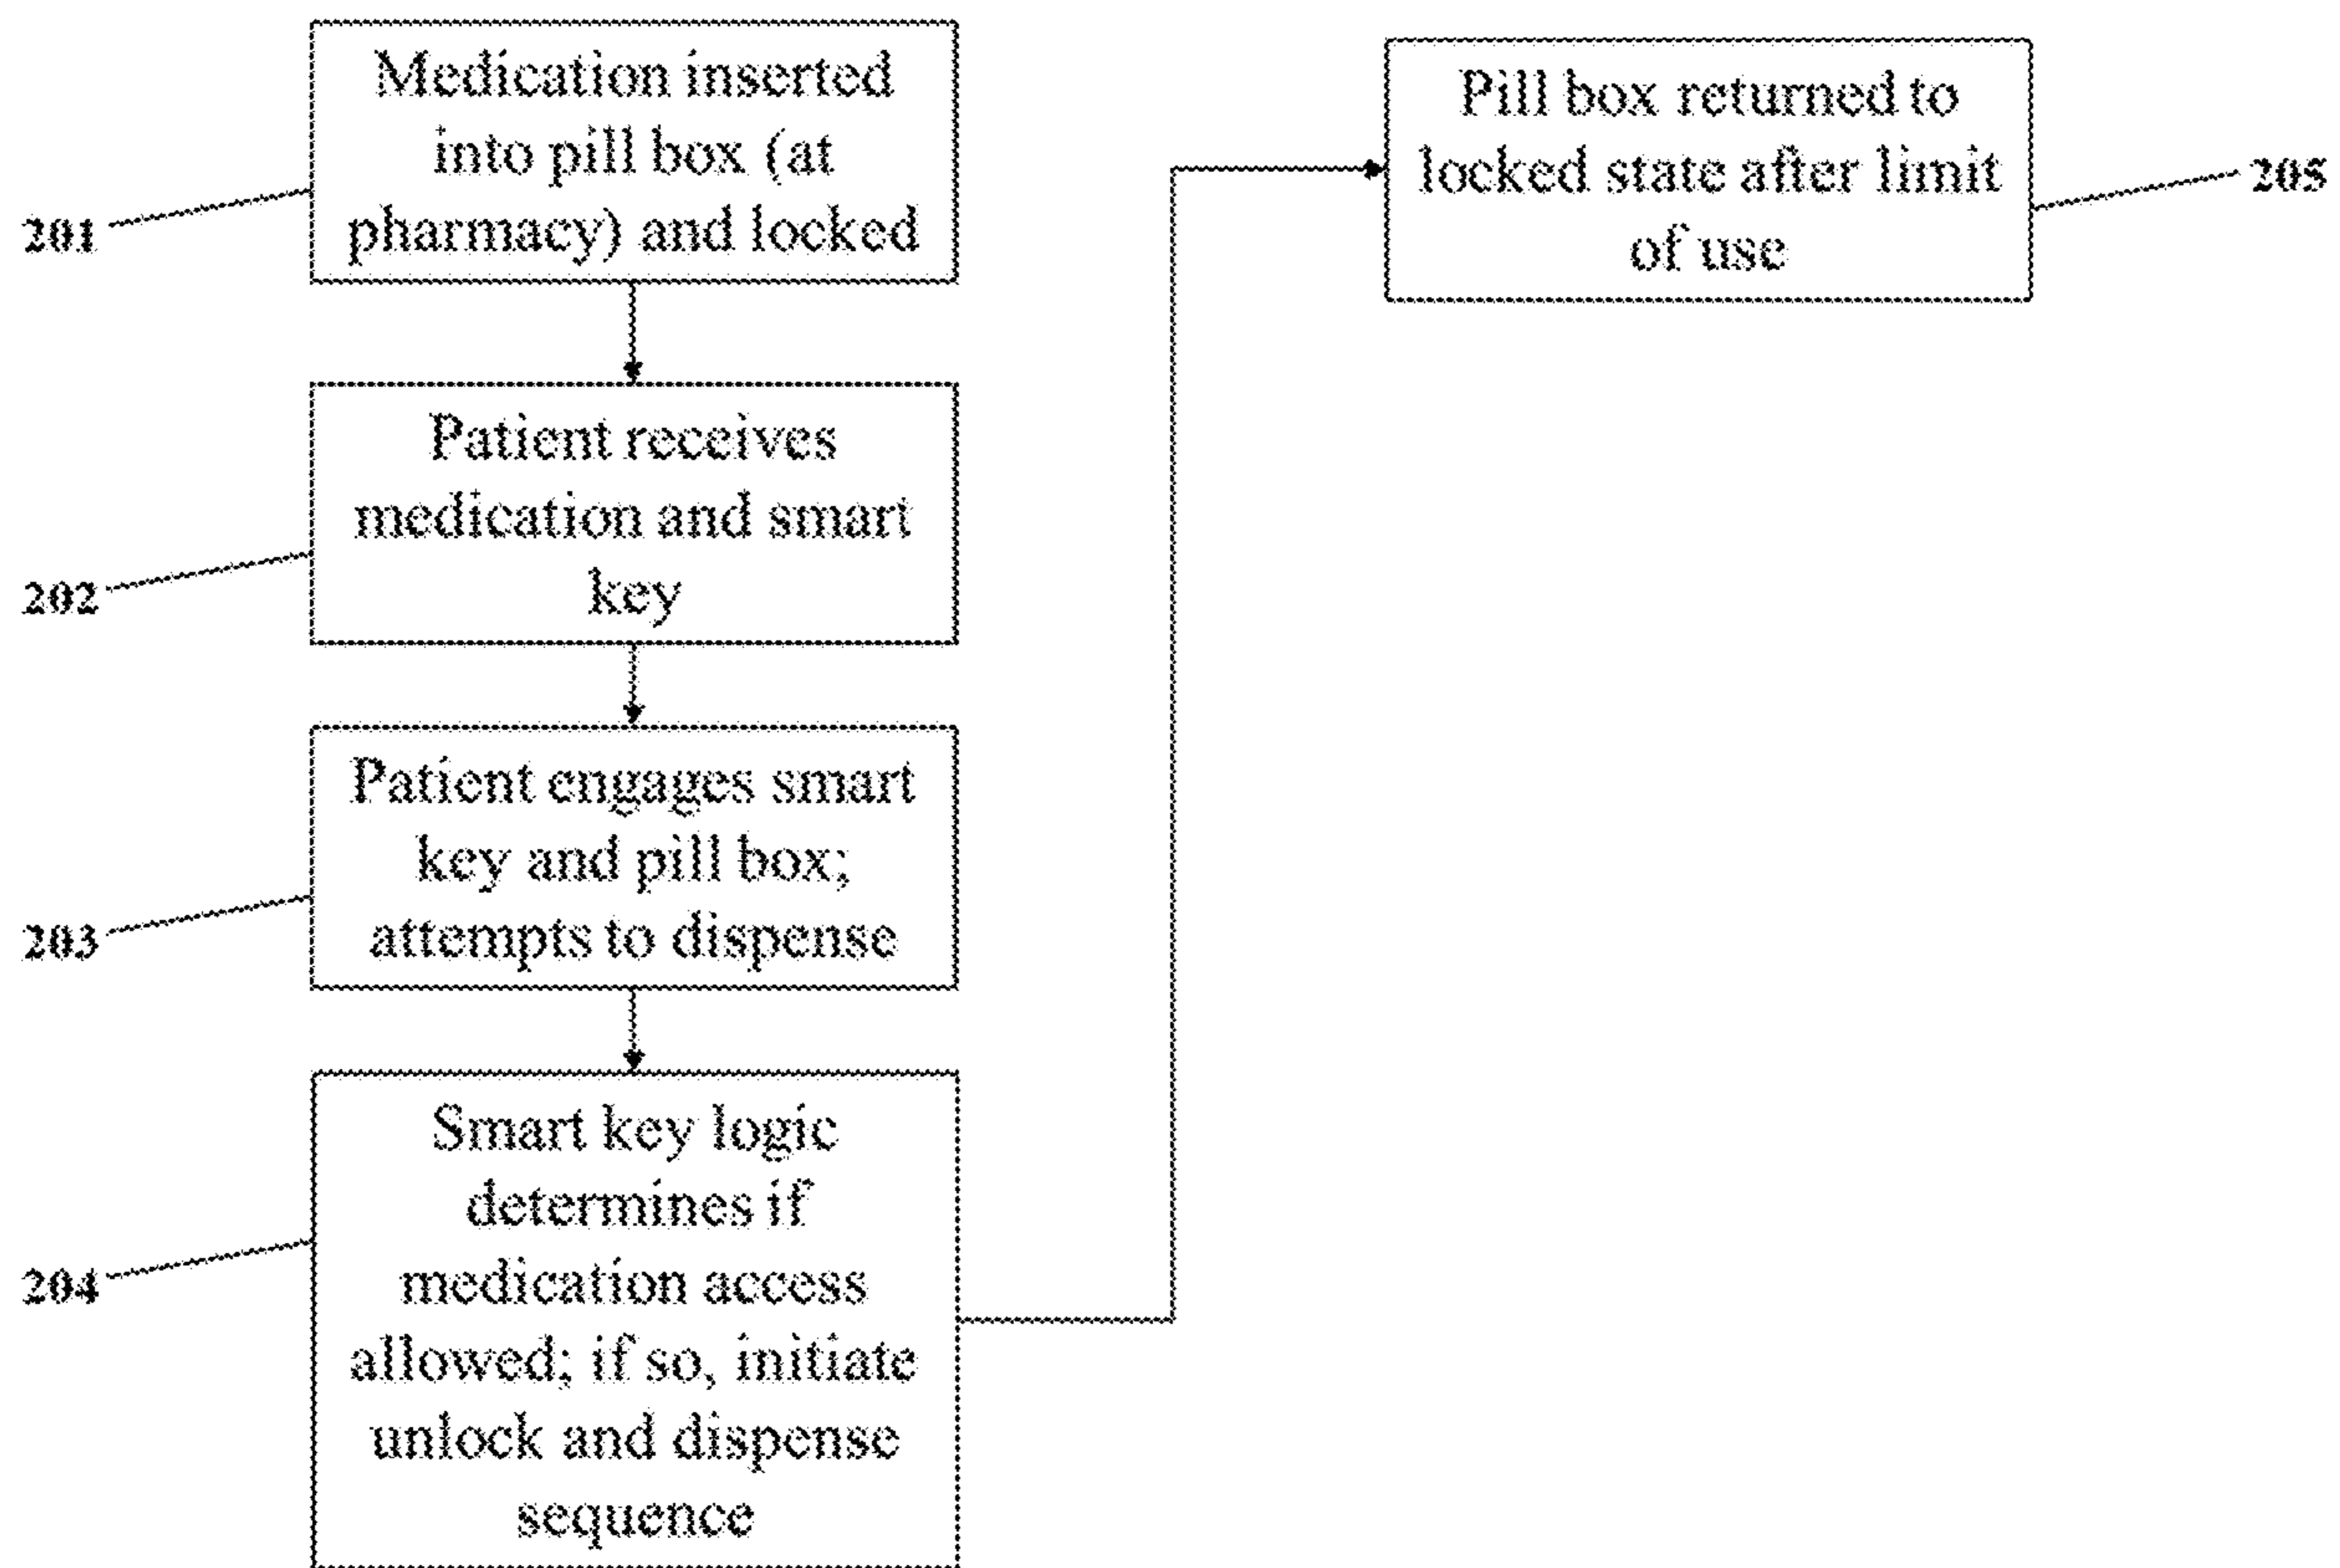 Medication inserted
into pill box (at
pharmacy) and locked
201
Patient receives
medication and smart
key
202
Patient engages smart
key and pill box;
attempts to dispense
203
Smart key logic
determines if
medication access
allowed; if so, initiate
unlock and dispense
sequence
204
Pill box returned to
locked state after limit
of use
205